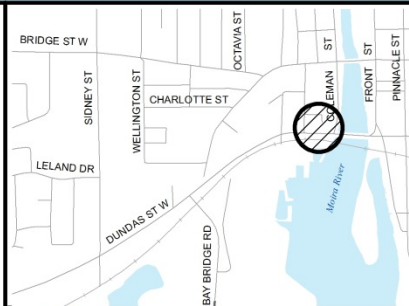 BRIDGE ST W
SIDNEY ST
WELLINGTON ST
OCTAVIA ST
CHARLOTTE ST
COLEMAN ST
FRONT ST
PINNACLE ST
LELAND DR
DUNDAS ST W
BAY BRIDGE RD
Moira River